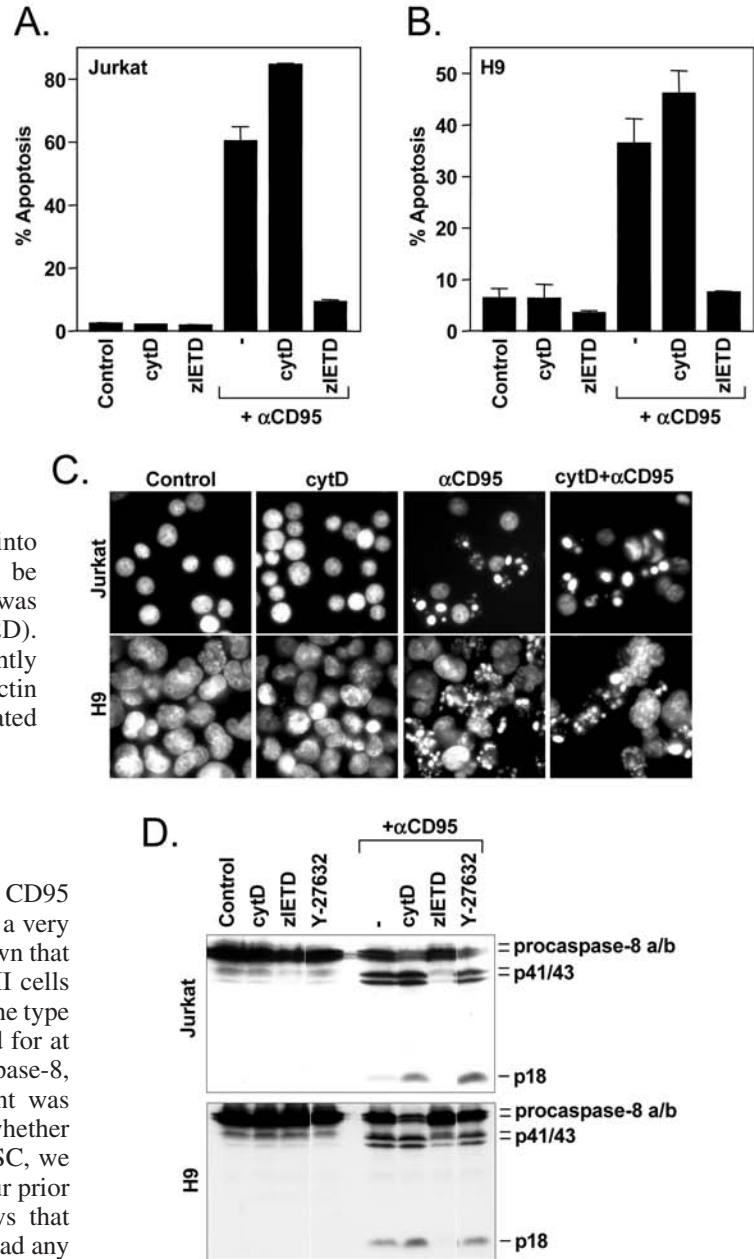 A.
Jurkat
80
60
40
20
0
% Apoptosis
Control
cytD
zIETD
-
cytD
zIETD
+ αCD95
B.
H9
50
40
30
20
10
0
% Apoptosis
Control
cytD
zIETD
-
cytD
zIETD
+ αCD95
into
be
was
D).
ntly
ctin
ated
C.
Control
cytD
αCD95
cytD+αCD95
Jurkat
H9
CD95
a very
wn that
II cells
ne type
d for at
pase-8,
nt was
whether
SC, we
ur prior
ys that
ad any
D.
+αCD95
Control
cytD
zIETD
Y-27632
-
cytD
zIETD
Y-27632
Jurkat
procaspase-8 a/b
p41/43
p18
H9
procaspase-8 a/b
p41/43
p18